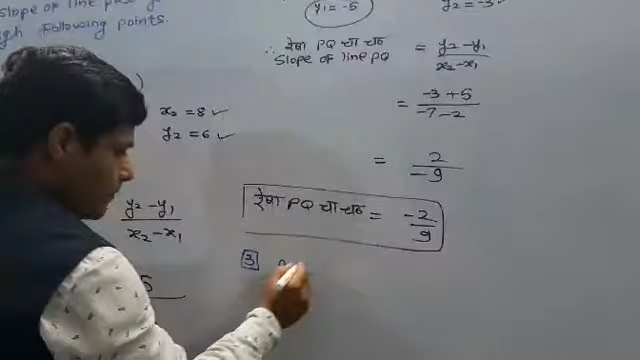 slope of line
gh following points.
)
x₂ = 8 ✓
y₂ = 6 ✓
y₂ - y₁
x₂ - x₁
5
y₁ = -5
y₂ = -3
∴ रेषा PQ चा चढ = y₂ - y₁
Slope of line PQ x₂ - x₁
= -3 + 5
-7 - 2
= 2
-9
रेषा PQ चा चढ = -2
9
3